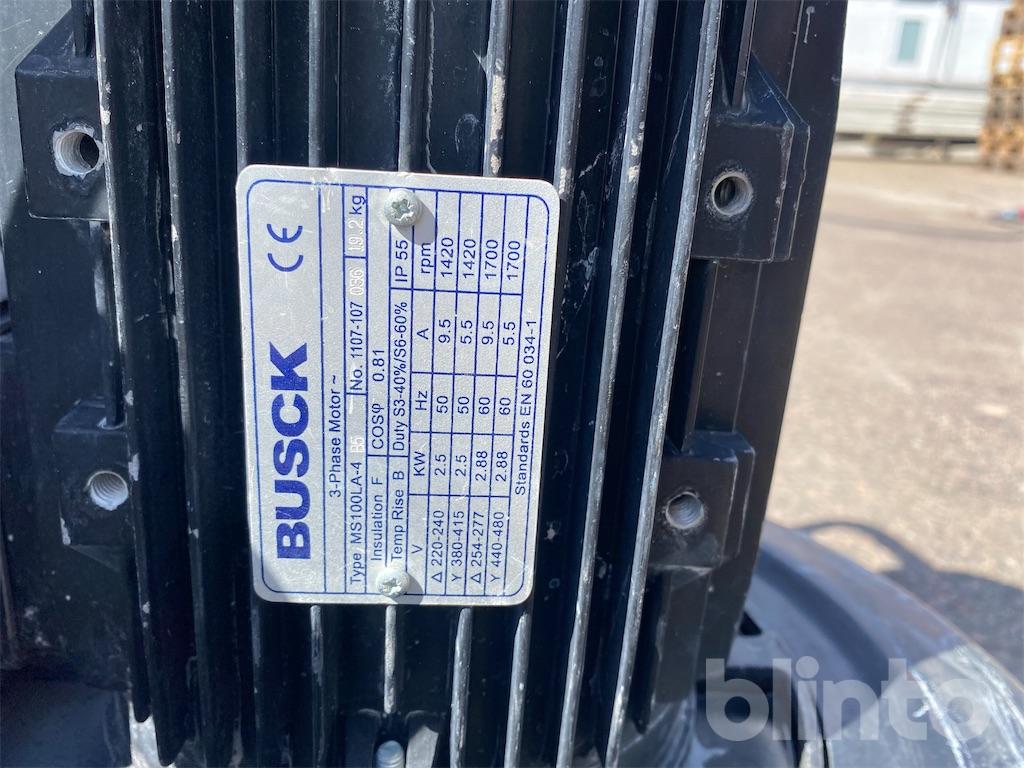 BUSCK CE
3-Phase Motor ~
Type MS100LA-4 B5 No. 1107-107 096 19.2 kg
Insulation F COSφ 0.81
Temp Rise B Duty S3-40%/S6-60% IP 55
V KW Hz A rpm
Δ 220-240 2.5 50 9.5 1420
Y 380-415 2.5 50 5.5 1420
Δ 254-277 2.88 60 9.5 1700
Y 440-480 2.88 60 5.5 1700
Standards EN 60 034-1
blinto